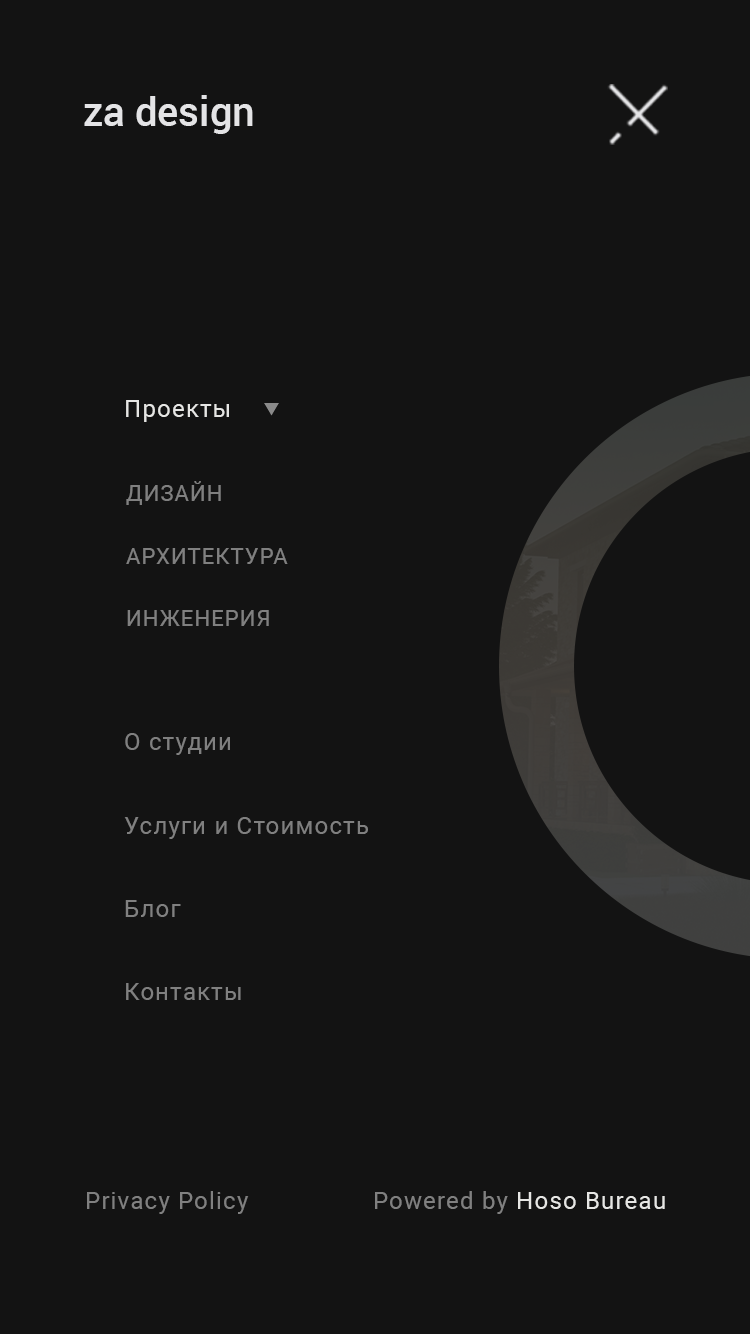 za design
Проекты
ДИЗАЙН
АРХИТЕКТУРА
ИНЖЕНЕРИЯ
О студии
Услуги и Стоимость
Блог
Контакты
Privacy Policy
Powered by Hoso Bureau